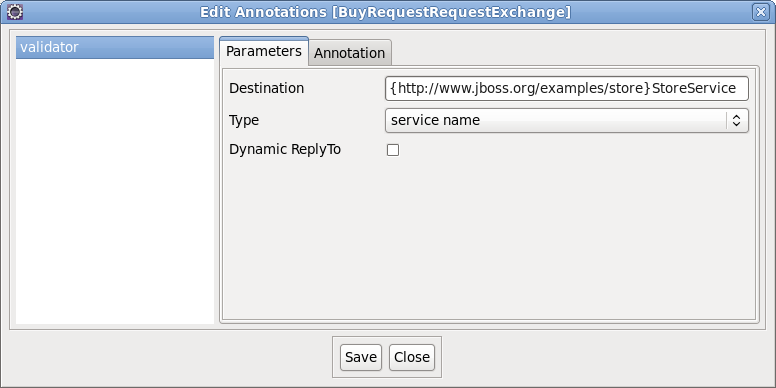 Edit Annotations [BuyRequestRequestExchange]
validator
Parameters
Annotation
Destination
{http://www.jboss.org/examples/store}StoreService
Type
service name
Dynamic ReplyTo
Save
Close